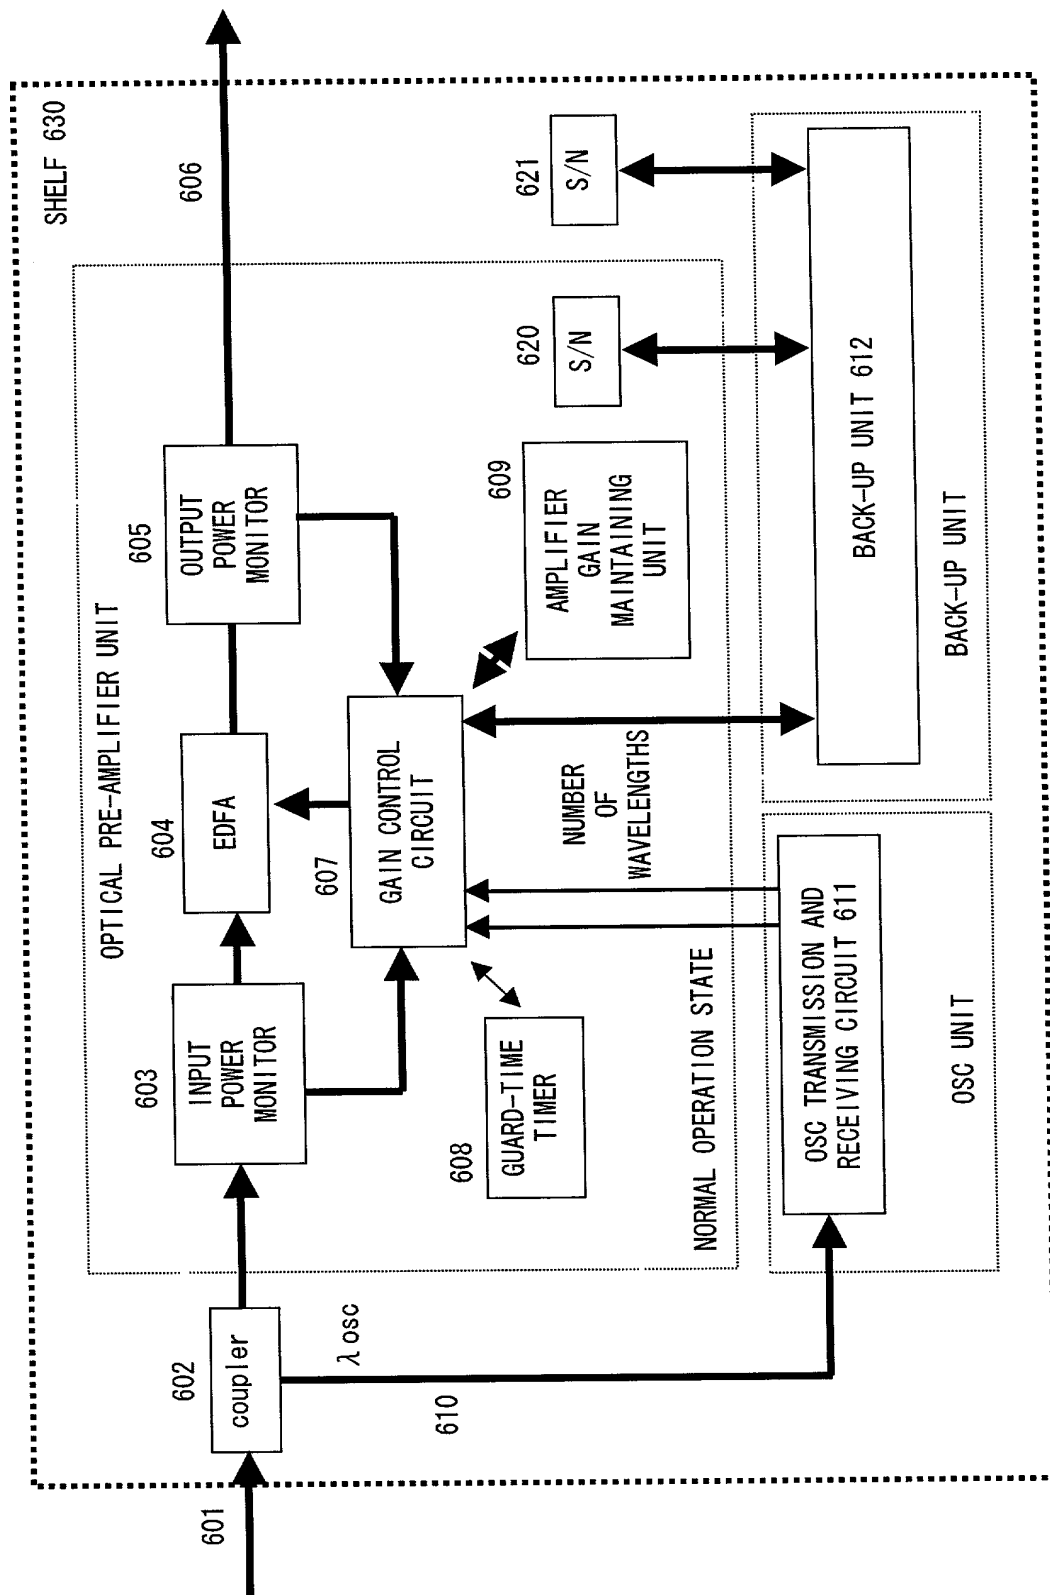 SHELF 630
606
OPTICAL PRE-AMPLIFIER UNIT
601
602
coupler
603
INPUT
POWER
MONITOR
604
EDFA
605
OUTPUT
POWER
MONITOR
λosc
610
607
GAIN CONTROL
CIRCUIT
608
GUARD-TIME
TIMER
609
AMPLIFIER
GAIN
MAINTAINING
UNIT
620
S/N
621
S/N
NUMBER
OF
WAVELENGTHS
NORMAL OPERATION STATE
OSC TRANSMISSION AND
RECEIVING CIRCUIT 611
OSC UNIT
BACK-UP UNIT 612
BACK-UP UNIT